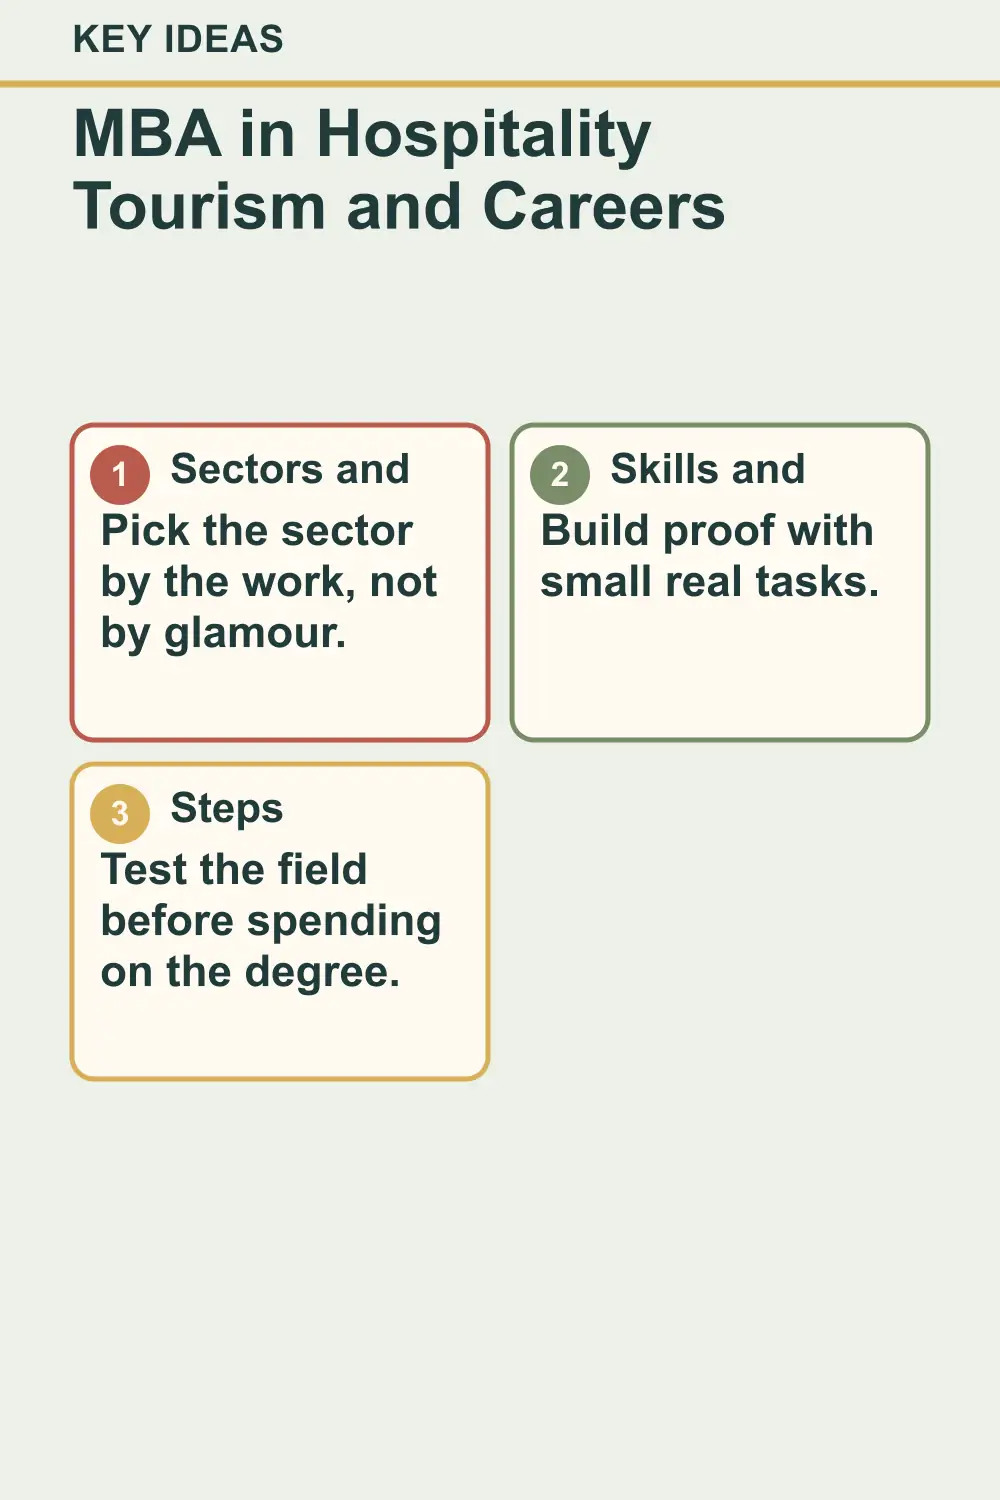 KEY IDEAS
MBA in Hospitality
Tourism and Careers
1 Sectors and
Pick the sector
by the work, not
by glamour.
2 Skills and
Build proof with
small real tasks.
3 Steps
Test the field
before spending
on the degree.